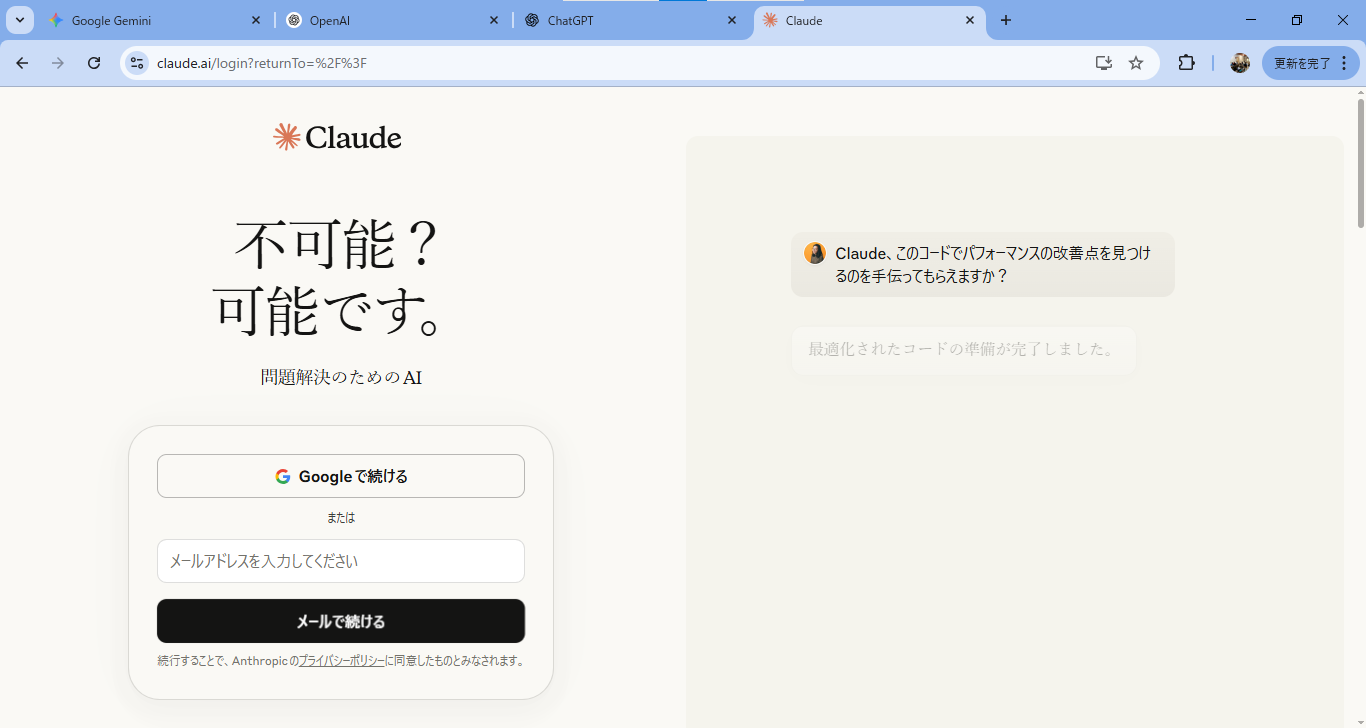 Google Gemini
OpenAI
ChatGPT
Claude
claude.ai/login?returnTo=%2F%3F
更新を完了
Claude
不可能？
可能です。
問題解決のためのAI
Googleで続ける
または
メールアドレスを入力してください
メールで続ける
続行することで、Anthropicのプライバシーポリシーに同意したものとみなされます。
Claude、このコードでパフォーマンスの改善点を見つけ
るのを手伝ってもらえますか？
最適化されたコードの準備が完了しました。